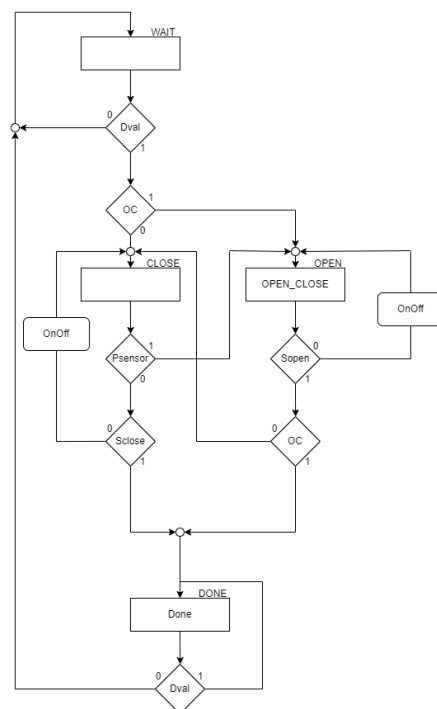 WAIT
0
Dval
1
1
OC
0
CLOSE
OPEN
OPEN_CLOSE
OnOff
OnOff
Psensor
1
0
Sopen
0
1
0
Sclose
1
0
OC
1
DONE
Done
0
Dval
1